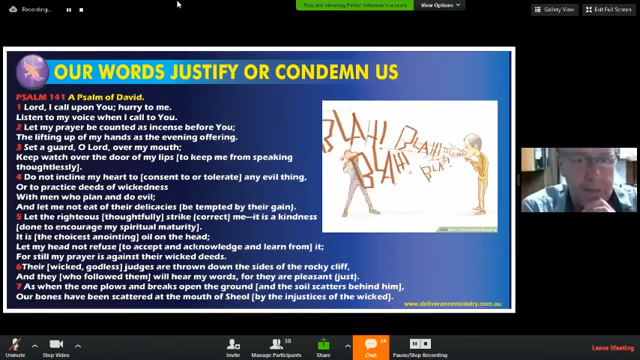 Recording...
You are viewing Peter Johnson's screen
View Options
Gallery View
Exit Full Screen
OUR WORDS JUSTIFY OR CONDEMN US
PSALM 141 A Psalm of David.
1 Lord, I call upon You; hurry to me.
Listen to my voice when I call to You.
2 Let my prayer be counted as incense before You;
The lifting up of my hands as the evening offering.
3 Set a guard, O Lord, over my mouth;
Keep watch over the door of my lips [to keep me from speaking
thoughtlessly].
4 Do not incline my heart to [consent to or tolerate] any evil thing,
Or to practice deeds of wickedness
With men who plan and do evil;
And let me not eat of their delicacies (be tempted by their gain).
5 Let the righteous [thoughtfully] strike (correct) me—it is a kindness
[done to encourage my spiritual maturity].
It is [the choicest anointing] oil on the head;
Let my head not refuse [to accept and acknowledge and learn from] it;
For still my prayer is against their wicked deeds.
6Their [wicked, godless] judges are thrown down the sides of the rocky cliff,
And they [who followed them] will hear my words, for they are pleasant (just).
7 As when the one plows and breaks open the ground [and the soil scatters behind him],
Our bones have been scattered at the mouth of Sheol [by the injustices of the wicked].
BLAH!
BLAH!
BLAH!
BLAH!
www.deliveranceministry.com.au
Unmute
Stop Video
Invite
Manage Participants
Share
Chat
Pause/Stop Recording
Leave Meeting